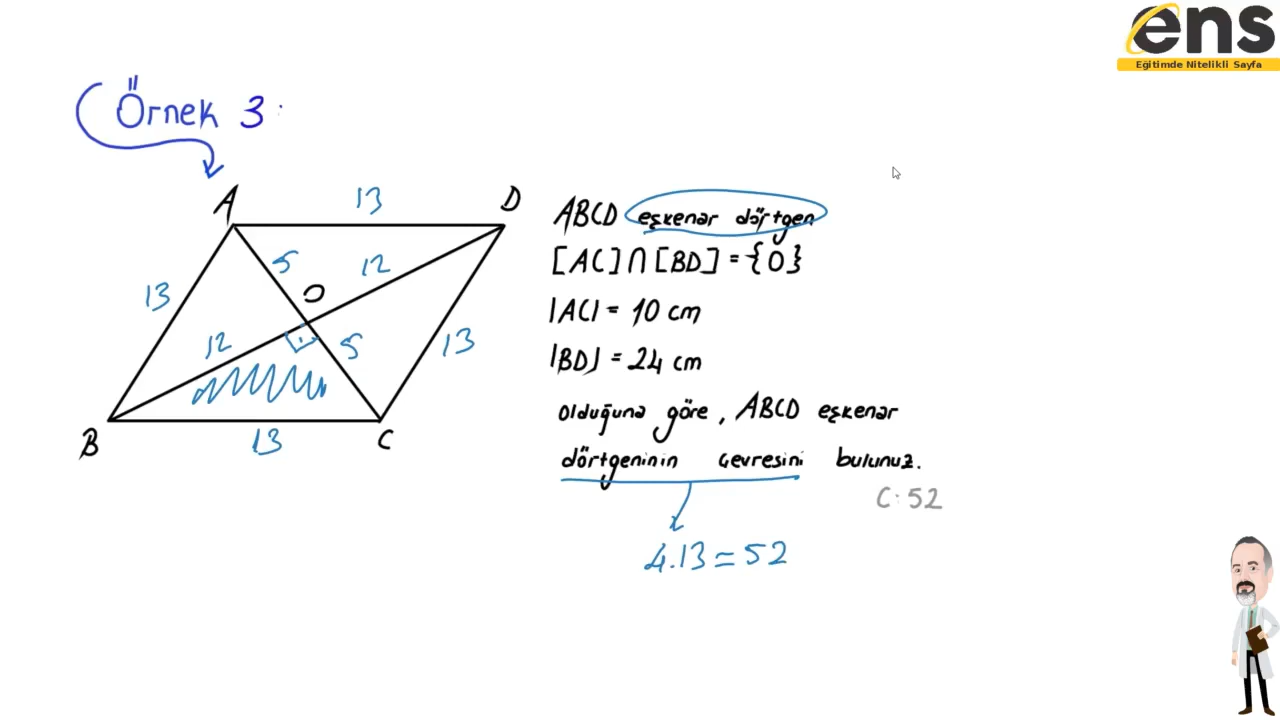 ens
Eğitimde Nitelikli Sayfa
Örnek 3:
A
13
D
ABCD eşkenar dörtgen
[AC]∩[BD] = {O}
5
12
O
13
|AC| = 10 cm
12
5
13
|BD| = 24 cm
olduğuna göre, ABCD eşkenar
B
13
C
dörtgeninin çevresini bulunuz.
C: 52
4.13=52